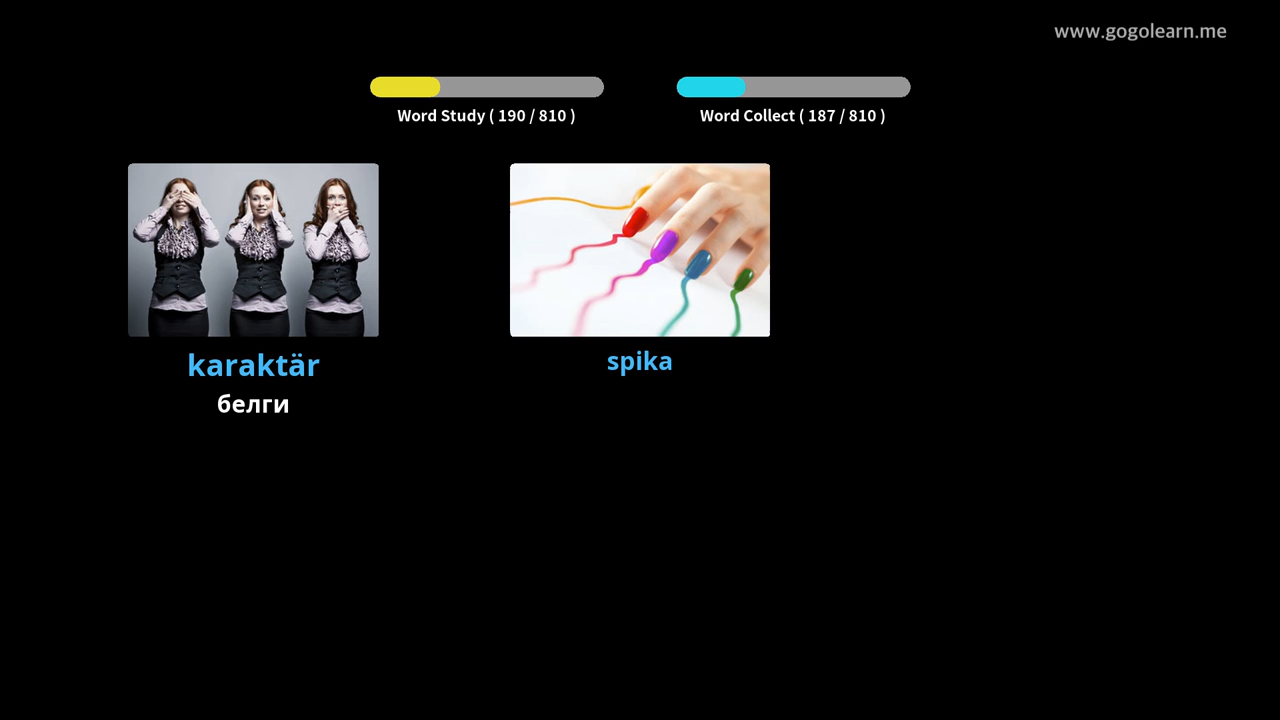 www.gogolearn.me
Word Study ( 190 / 810 )
Word Collect ( 187 / 810 )
karaktär
белги
spika